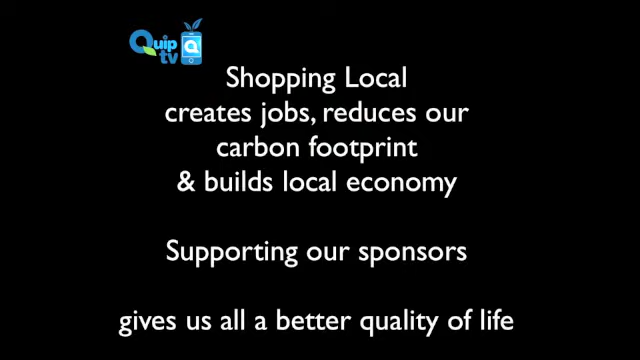 Quip
tv
Shopping Local
creates jobs, reduces our
carbon footprint
& builds local economy
Supporting our sponsors
gives us all a better quality of life